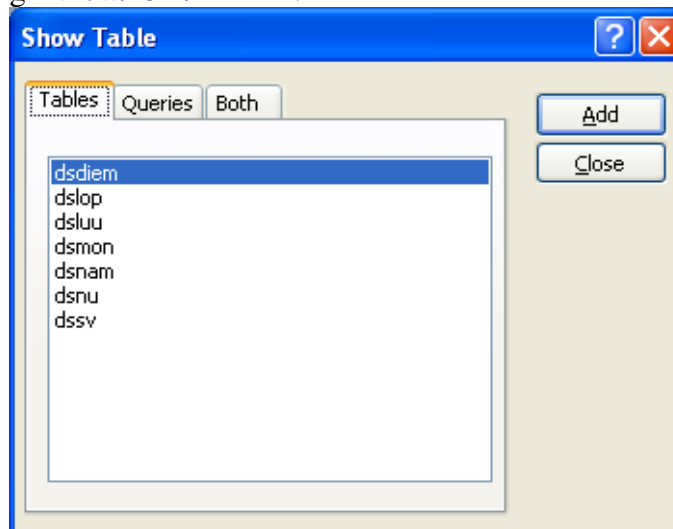 Show Table
Tables Queries Both
Add
Close
dsdiem
dslop
dsluu
dsmon
dsnam
dsnu
dssv